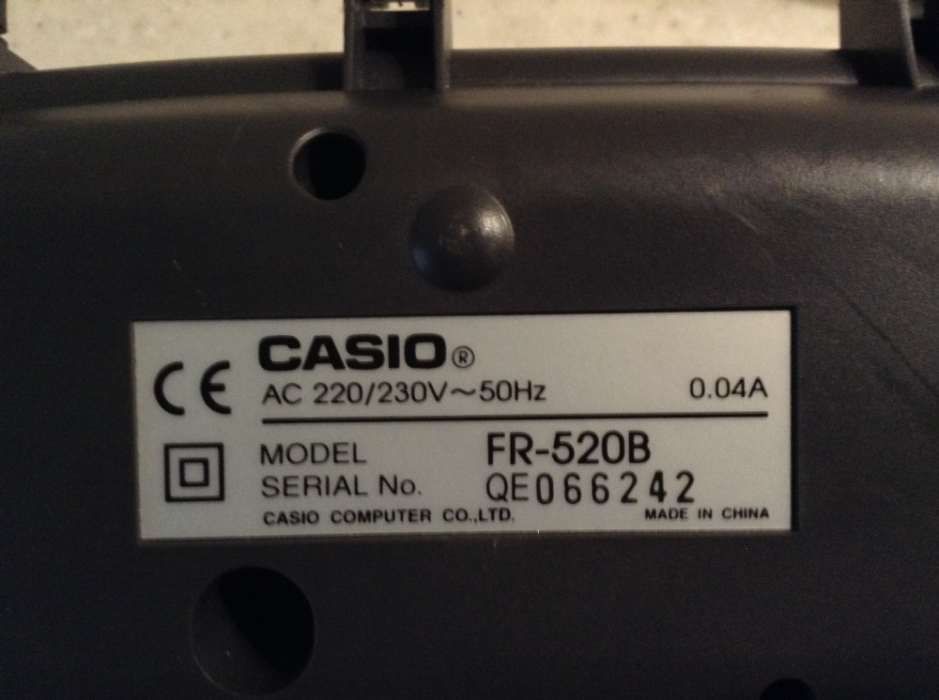 CE
CASIO®
AC 220/230V~50Hz 0.04A
MODEL FR-520B
SERIAL No. QE066242
CASIO COMPUTER CO.,LTD. MADE IN CHINA